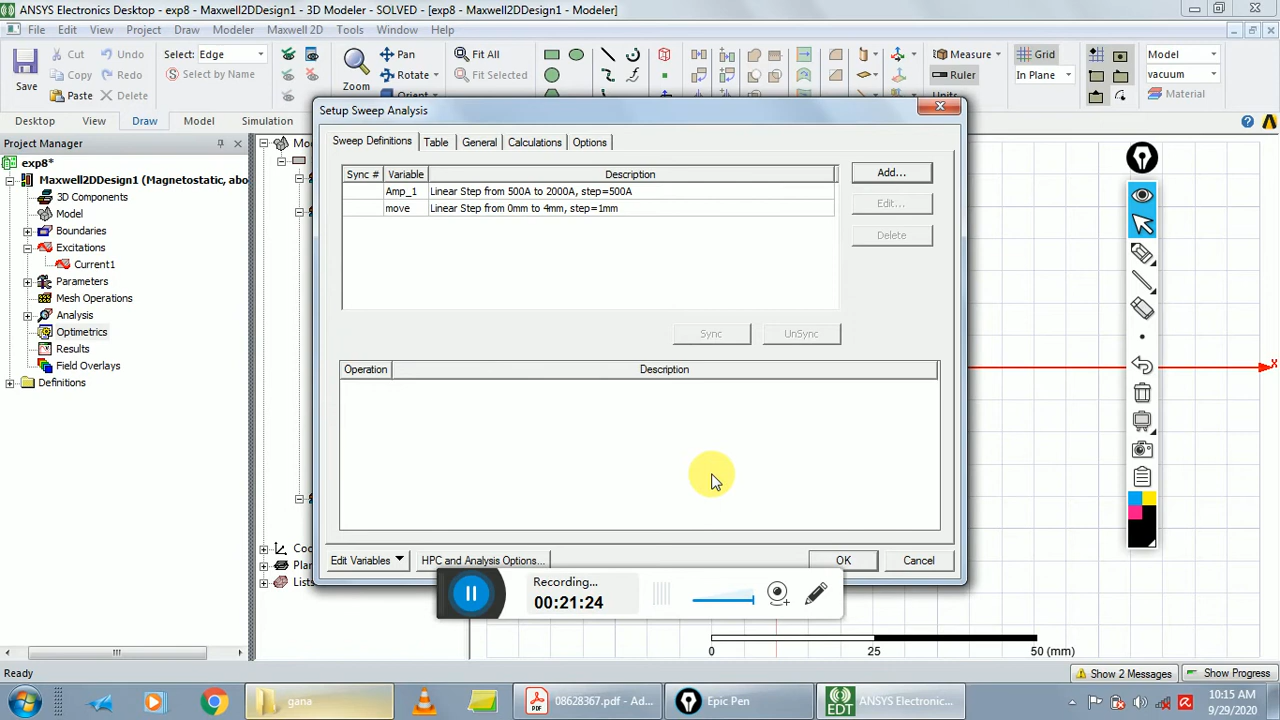 ANSYS Electronics Desktop - exp8 - Maxwell2DDesign1 - 3D Modeler - SOLVED - [exp8 - Maxwell2DDesign1 - Modeler]
File Edit View Project Draw Modeler Maxwell 2D Tools Window Help
Save
Cut
Copy
Paste
Undo
Redo
Delete
Select: Edge
Select by Name
Zoom
Pan
Rotate
Orient
Fit All
Fit Selected
Measure
Ruler
Units
Grid
In Plane
Model
vacuum
Material
Desktop View Draw Model Simulation
Project Manager
exp8*
Maxwell2DDesign1 (Magnetostatic, abo
3D Components
Model
Boundaries
Excitations
Current1
Parameters
Mesh Operations
Analysis
Optimetrics
Results
Field Overlays
Definitions
Mo
Coo
Plan
Lists
Setup Sweep Analysis
Sweep Definitions Table General Calculations Options
Sync # Variable Description
Amp_1 Linear Step from 500A to 2000A, step=500A
move Linear Step from 0mm to 4mm, step=1mm
Add...
Edit...
Delete
Sync UnSync
Operation Description
Edit Variables HPC and Analysis Options... OK Cancel
Recording...
00:21:24
X
0 25 50 (mm)
Ready
Show 2 Messages Show Progress
gana 08628367.pdf - Ad... Epic Pen ANSYS Electronic...
10:15 AM
9/29/2020